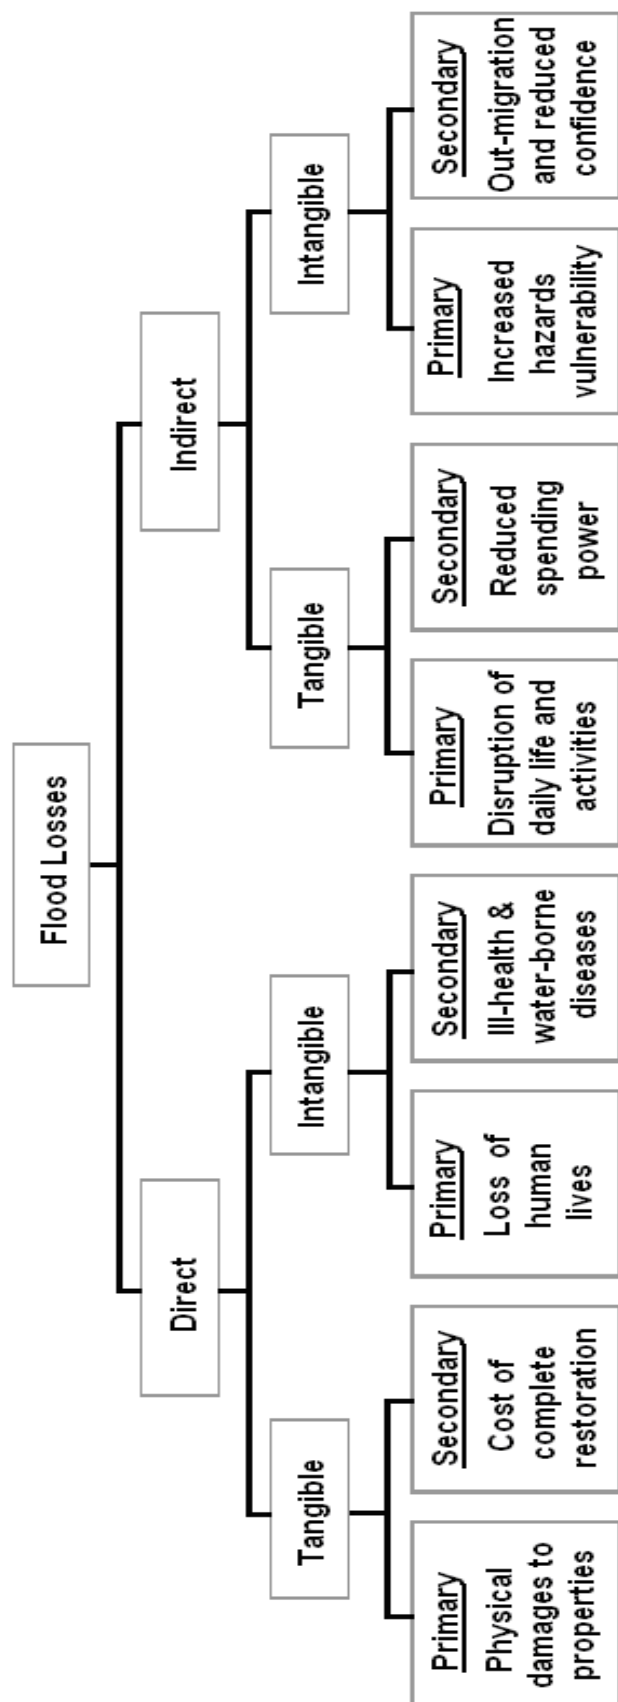 Flood Losses
Direct
Indirect
Tangible
Intangible
Tangible
Intangible
Primary
Physical
damages to
properties
Secondary
Cost of
complete
restoration
Primary
Loss of
human
lives
Secondary
Ill-health &
water-borne
diseases
Primary
Disruption of
daily life and
activities
Secondary
Reduced
spending
power
Primary
Increased
hazards
vulnerability
Secondary
Out-migration
and reduced
confidence